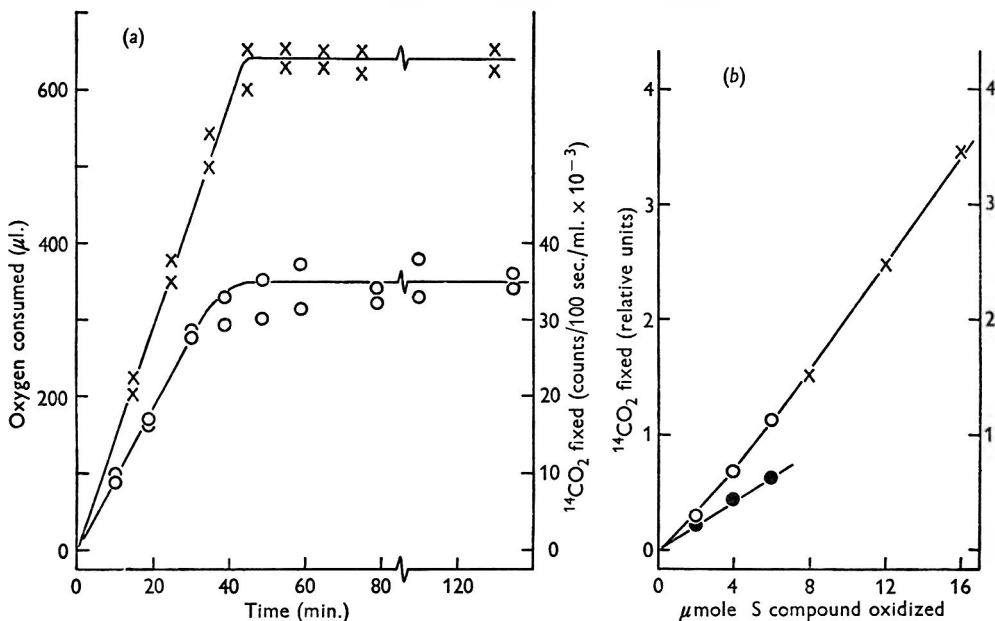 (a)
600
400
200
0
Oxygen consumed (μl.)
0 20 40 60 80 120
Time (min.)
40
30
20
10
0
¹⁴CO₂ fixed (counts/100 sec./ml. × 10⁻³)
(b)
4
3
2
1
0
¹⁴CO₂ fixed (relative units)
4
3
2
1
0 4 8 12 16
μmole S compound oxidized